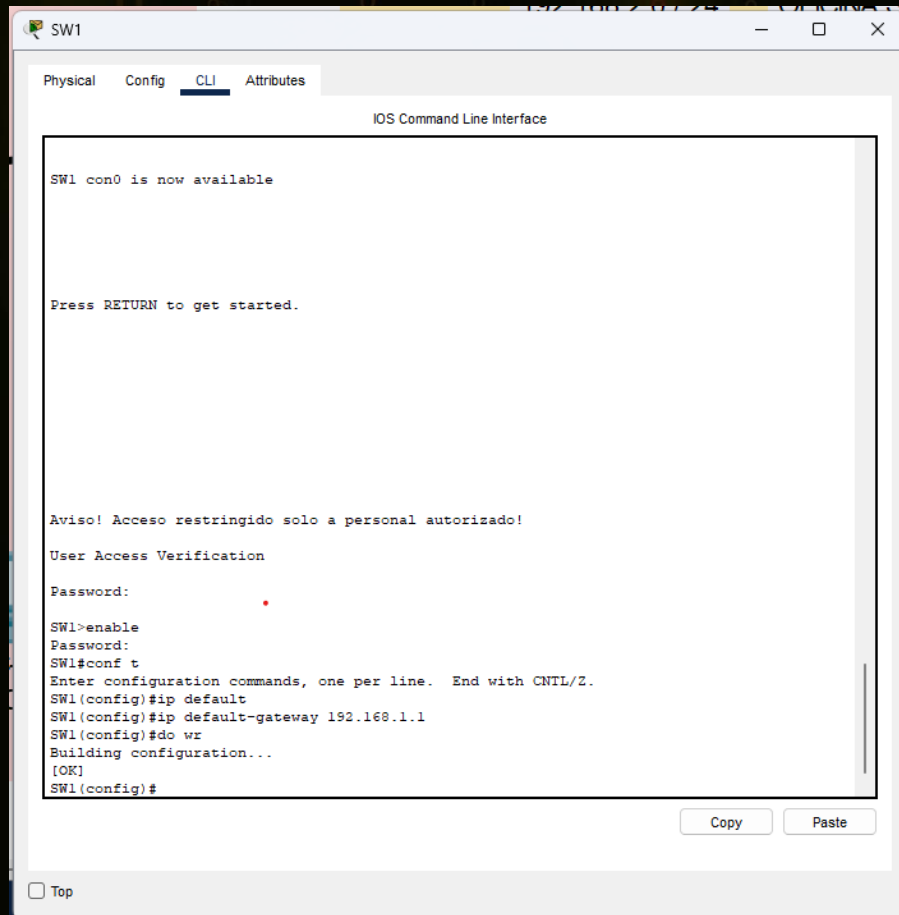 SW1
Physical Config CLI Attributes
IOS Command Line Interface
SW1 con0 is now available
Press RETURN to get started.
Aviso! Acceso restringido solo a personal autorizado!
User Access Verification
Password:
SW1>enable
Password:
SW1#conf t
Enter configuration commands, one per line.  End with CNTL/Z.
SW1(config)#ip default
SW1(config)#ip default-gateway 192.168.1.1
SW1(config)#do wr
Building configuration...
[OK]
SW1(config)#
Copy Paste
Top